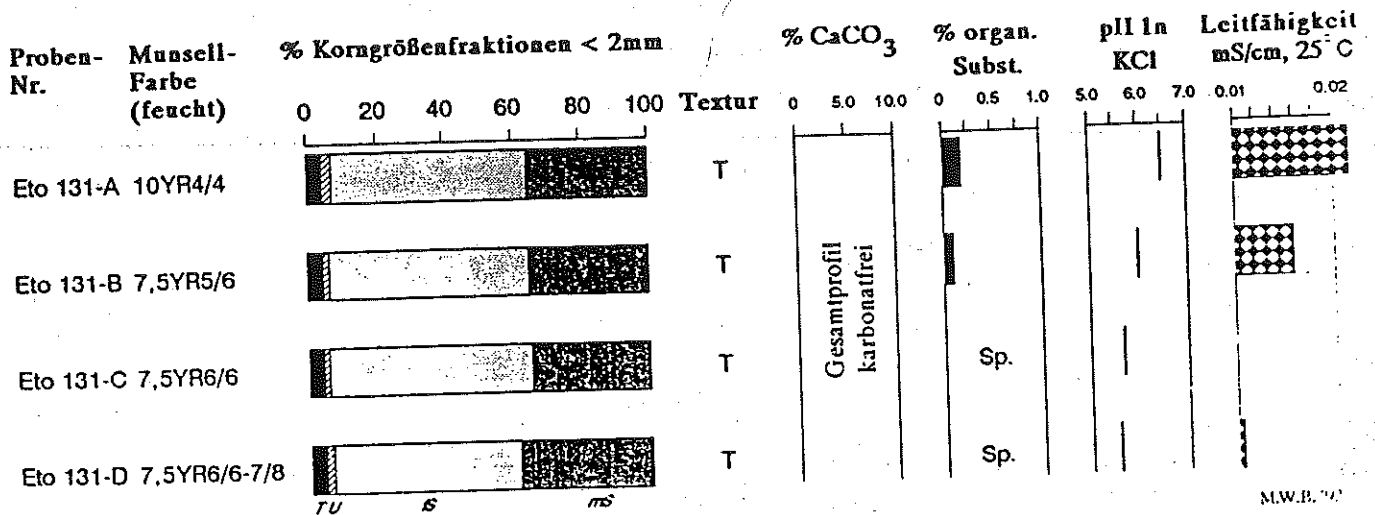 Proben-Nr. Munsell-Farbe (feucht) % Korngrößenfraktionen < 2mm Textur % CaCO3 % organ. Subst. pH in KCl Leitfähigkeit mS/cm, 25°C
0 20 40 60 80 100
0 5.0 10.0
0 0.5 1.0
5.0 6.0 7.0
0.01 0.02
Eto 131-A 10YR4/4 T
Eto 131-B 7,5YR5/6 T
Eto 131-C 7,5YR6/6 T Sp.
Eto 131-D 7,5YR6/6-7/8 T Sp.
Gesamtprofil
karbonatfrei
T U fS mS